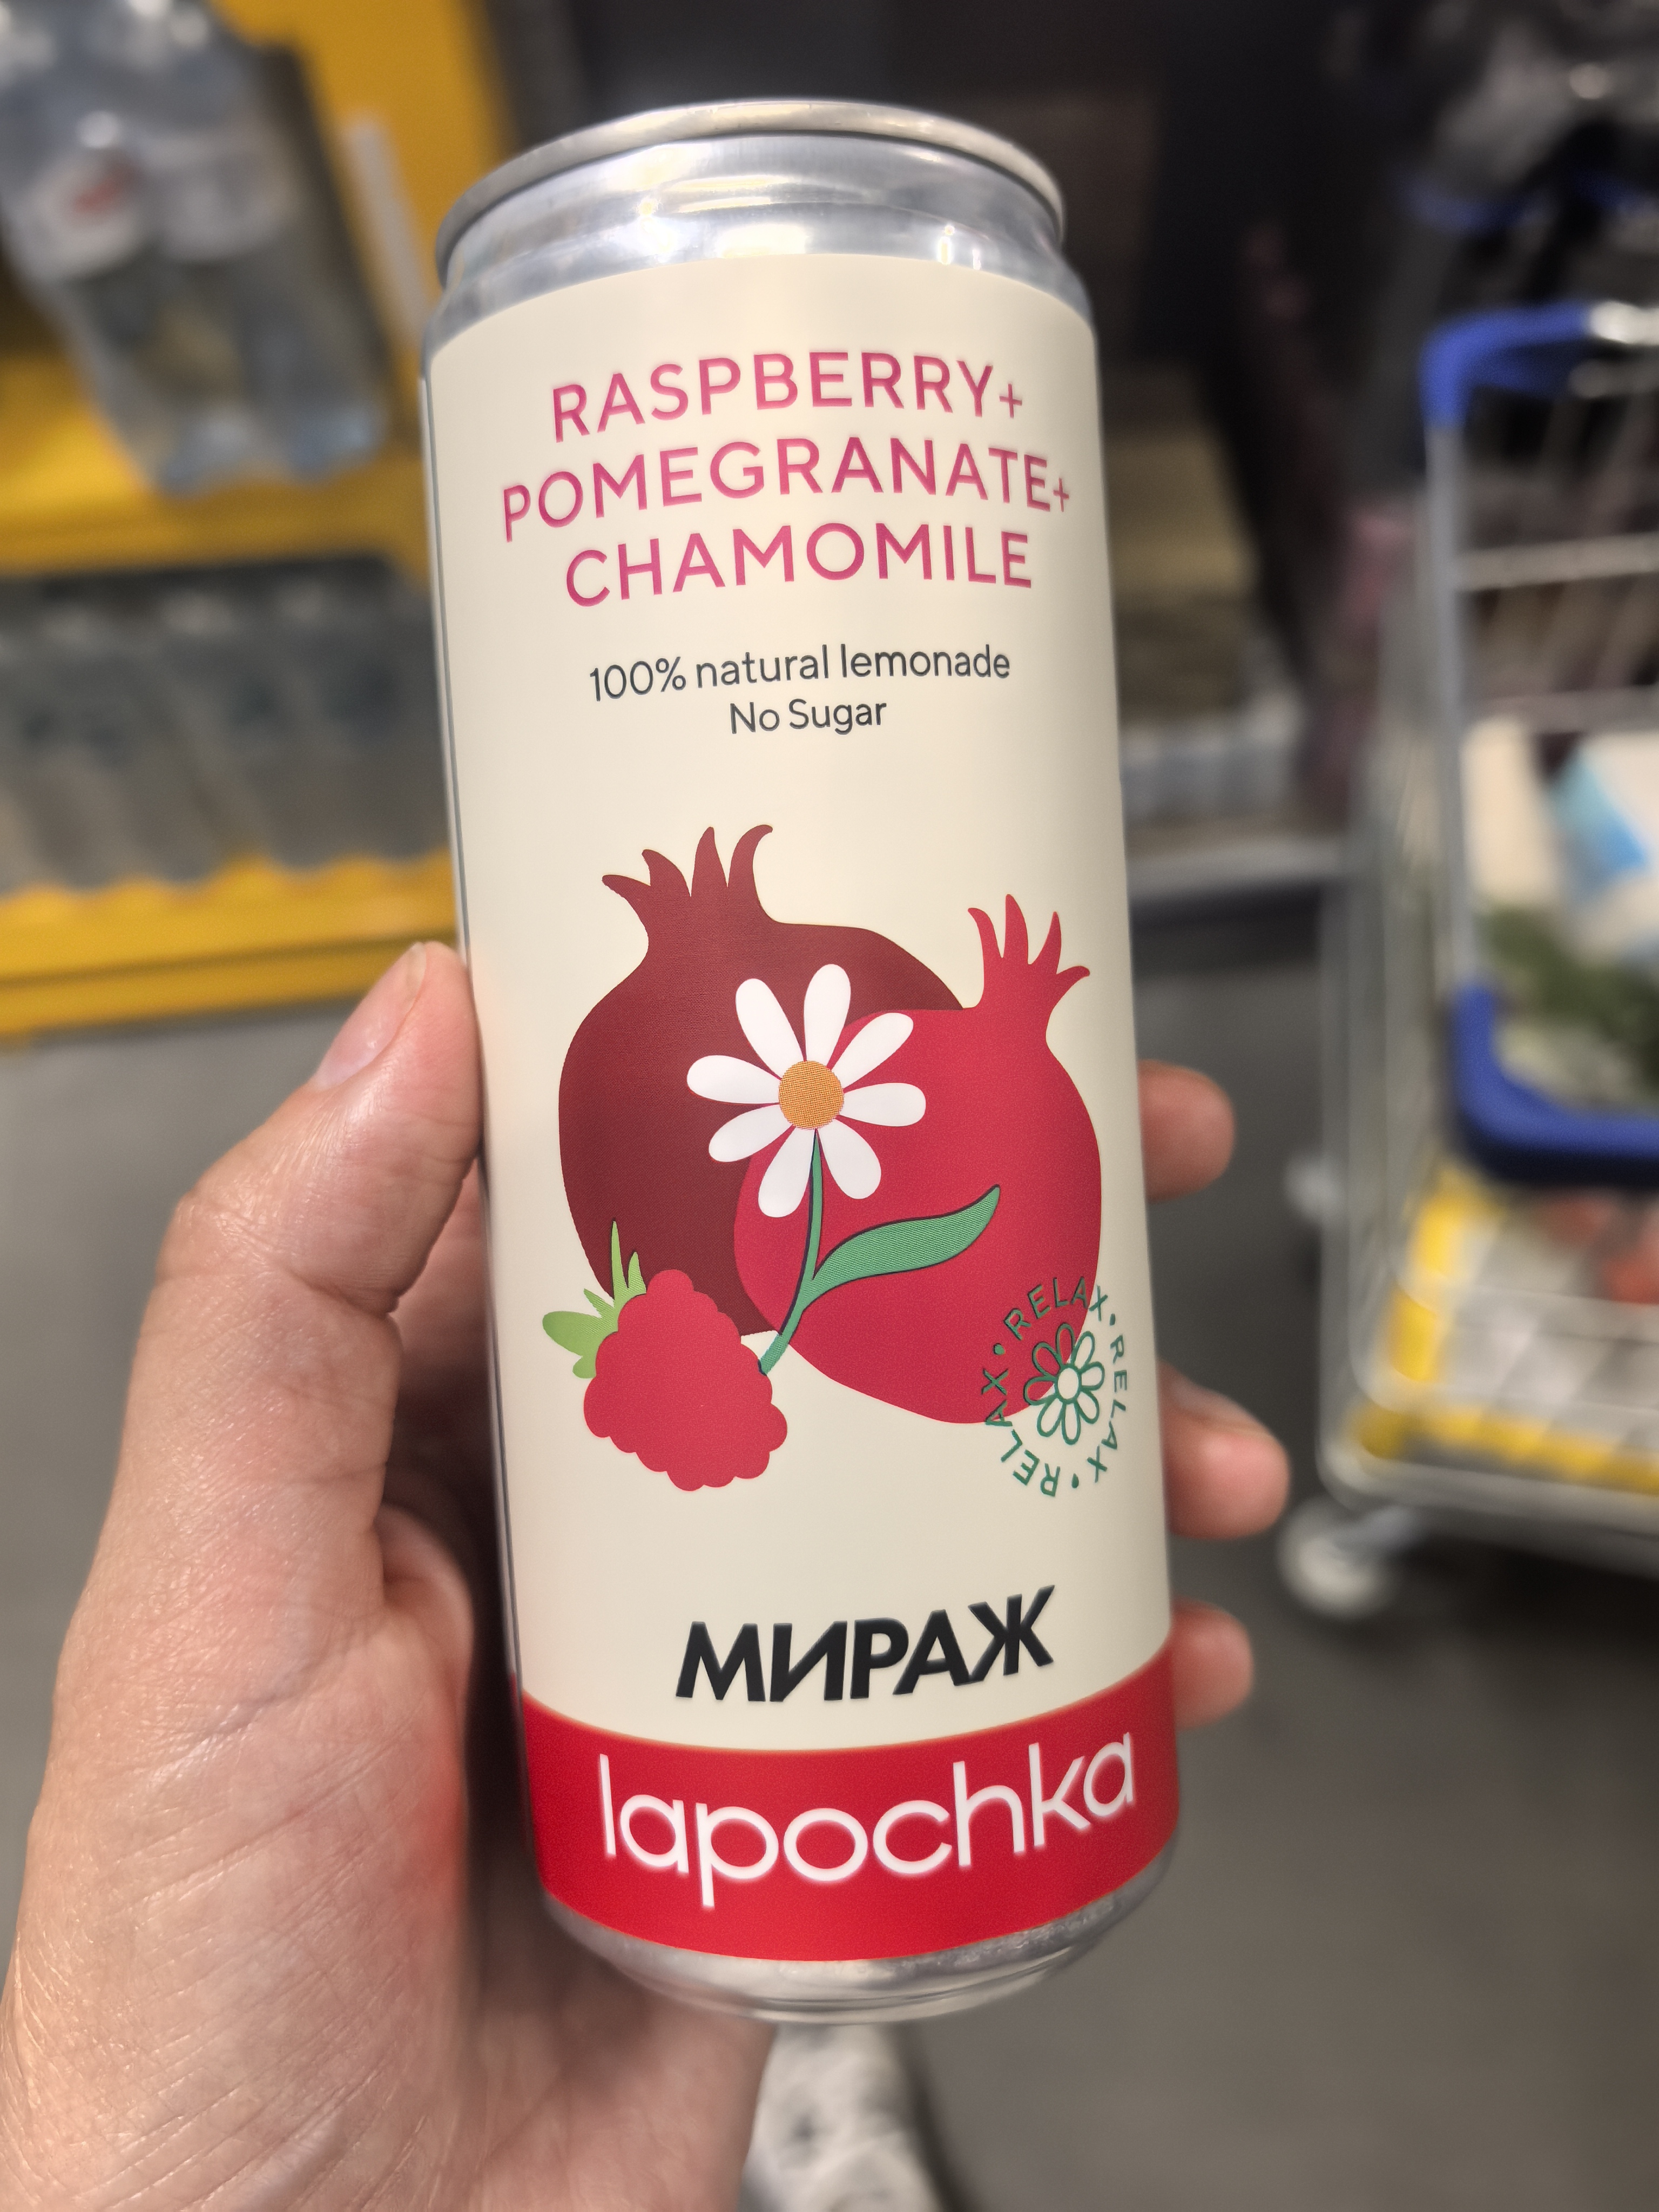 RASPBERRY+
POMEGRANATE+
CHAMOMILE
100% natural lemonade
No Sugar
RELAX • RELAX • RELAX •
МИРАЖ
lapochka